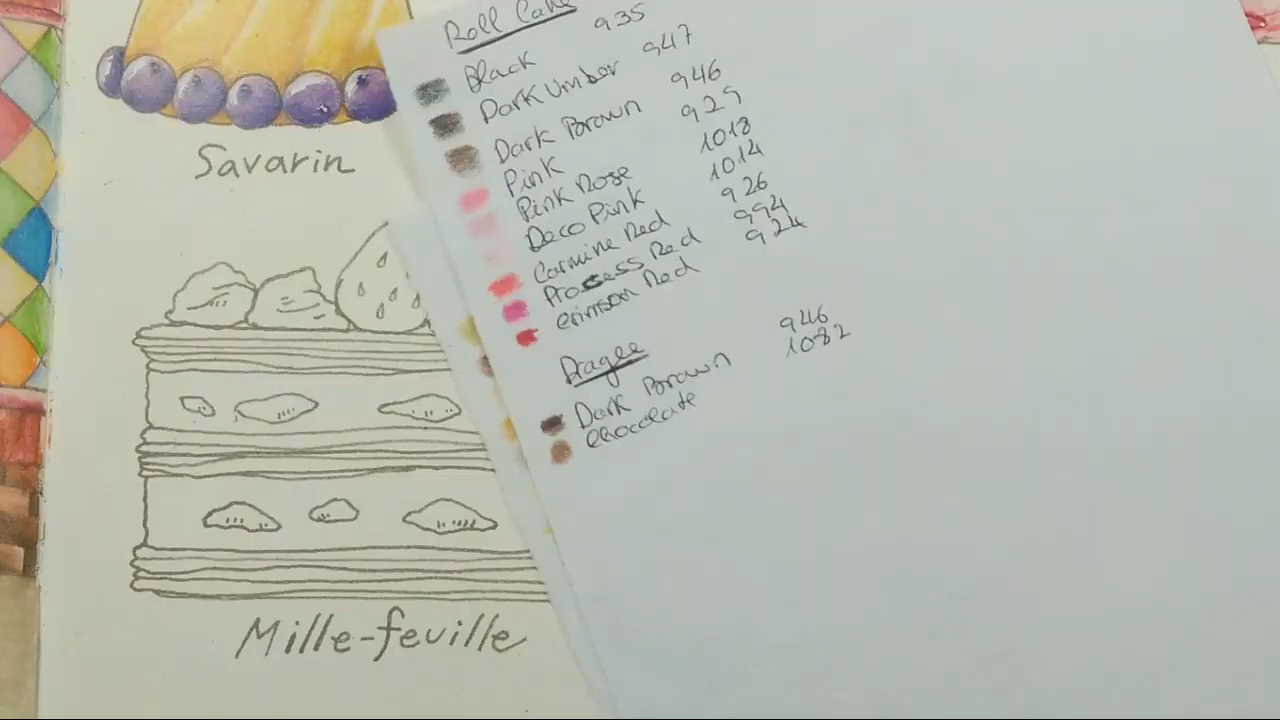 Roll Cake
Black 935
Dark Umber 947
Dark Brown 946
Pink 929
Pink Rose 1018
Deco Pink 1014
Carmine Red 926
Process Red 994
Crimson Red 924
Dragee
Dark Brown 946
Chocolate 1082
Savarin
Mille-feuille